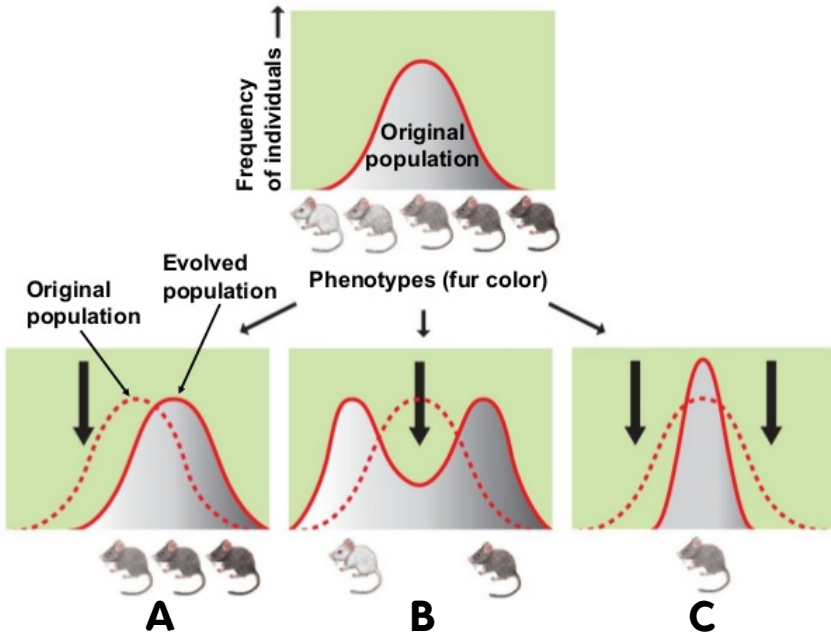 Frequency
of individuals
Original
population
Phenotypes (fur color)
Original
population
Evolved
population
A
B
C